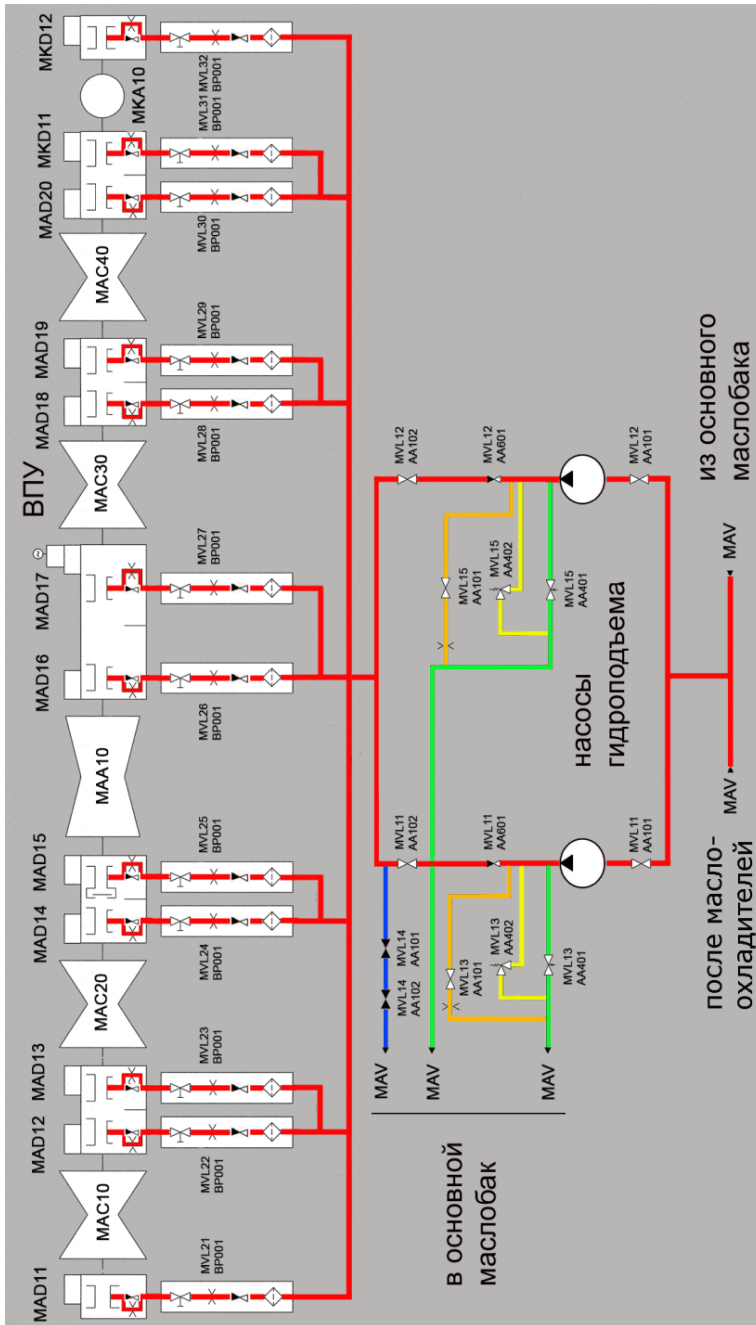 MAD11
MAC10
MAD12
MAD13
MAC20
MAD14
MAD15
MAA10
MAD16
MAD17
ВПУ
MAC30
MAD18
MAD19
MAC40
MAD20
MKD11
MKA10
MKD12
MVL21
BP001
MVL22
BP001
MVL23
BP001
MVL24
BP001
MVL25
BP001
MVL26
BP001
MVL27
BP001
MVL28
BP001
MVL29
BP001
MVL30
BP001
MVL31
BP001
MVL32
BP001
MVL14
AA102
MVL14
AA101
MVL11
AA102
MVL12
AA102
MAV
MAV
MAV
в основной
маслобак
MVL13
AA101
MVL13
AA402
MVL13
AA401
MVL11
AA601
MVL15
AA101
MVL15
AA402
MVL15
AA401
MVL12
AA601
насосы
гидроподъема
MVL11
AA101
MVL12
AA101
после масло-
охладителей
MAV
MAV
из основного
маслобака